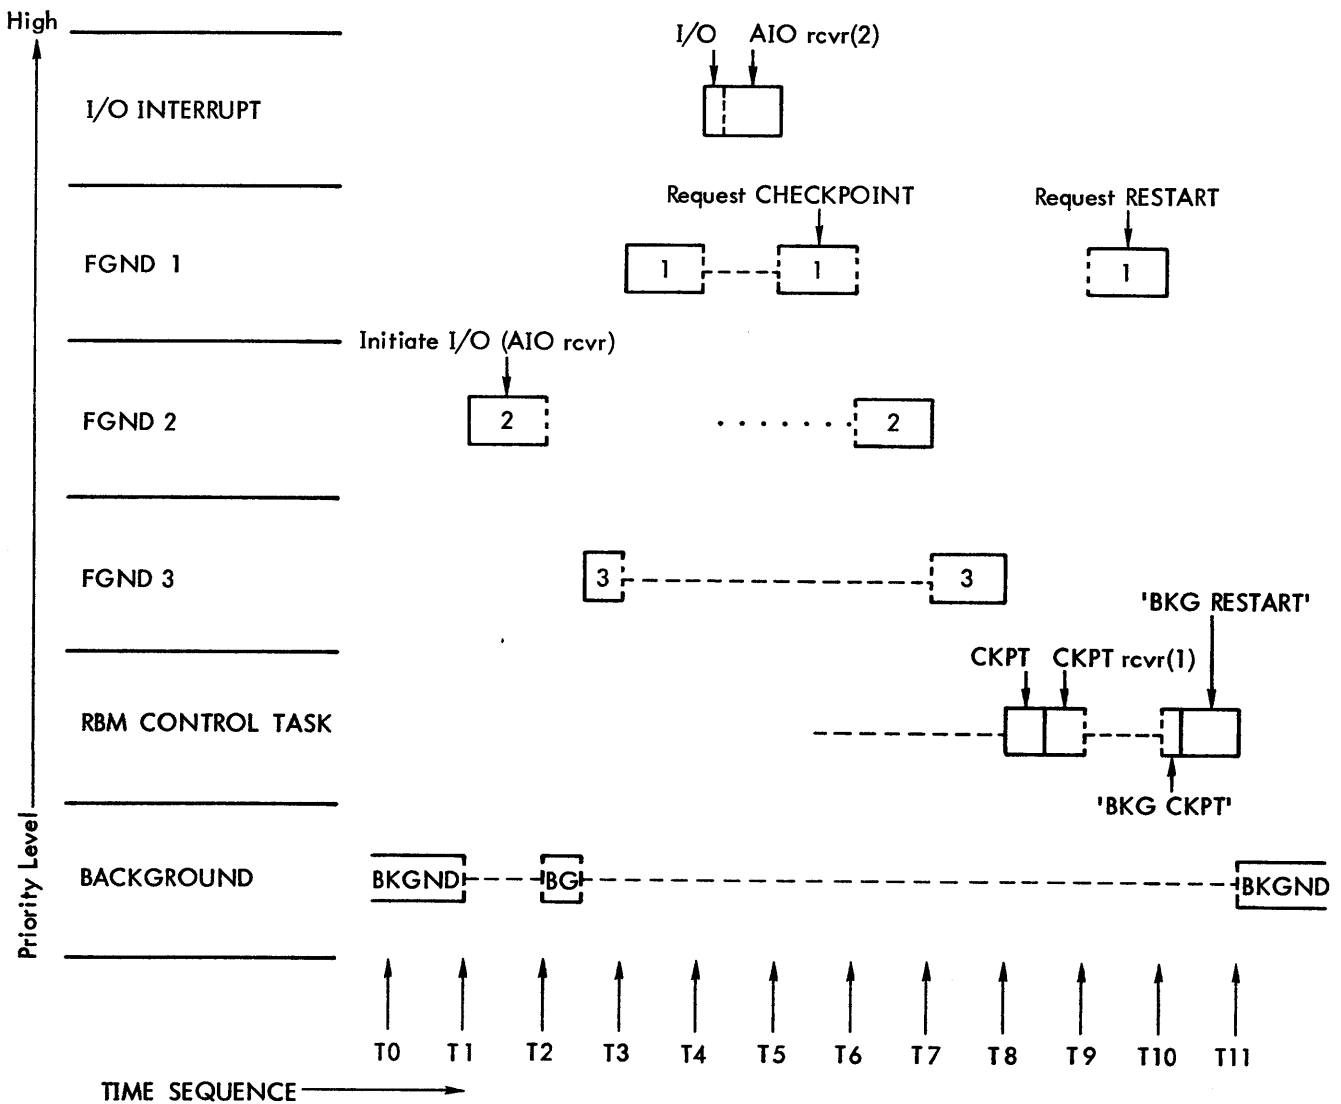 High
I/O AIO rcvr(2)
I/O INTERRUPT
Request CHECKPOINT
Request RESTART
FGND 1
1
1
1
Initiate I/O (AIO rcvr)
FGND 2
2
2
FGND 3
3
3
'BKG RESTART'
CKPT CKPT rcvr(1)
RBM CONTROL TASK
'BKG CKPT'
Priority Level
BACKGROUND
BKGND
BG
BKGND
T0 T1 T2 T3 T4 T5 T6 T7 T8 T9 T10 T11
TIME SEQUENCE